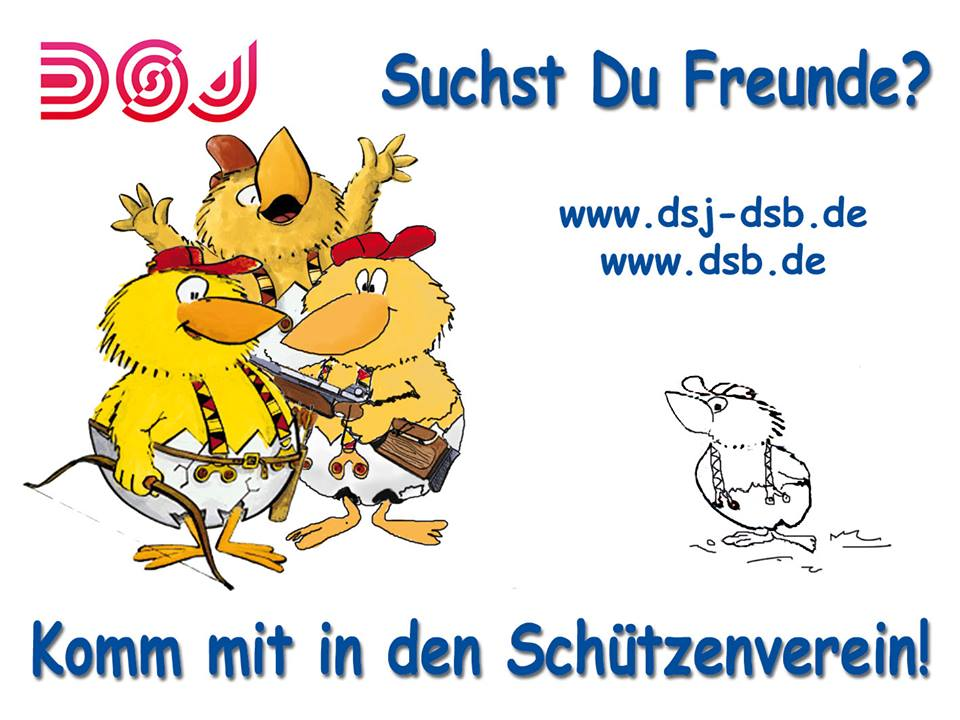 DSJ
Suchst Du Freunde?
www.dsj-dsb.de
www.dsb.de
Komm mit in den Schützenverein!